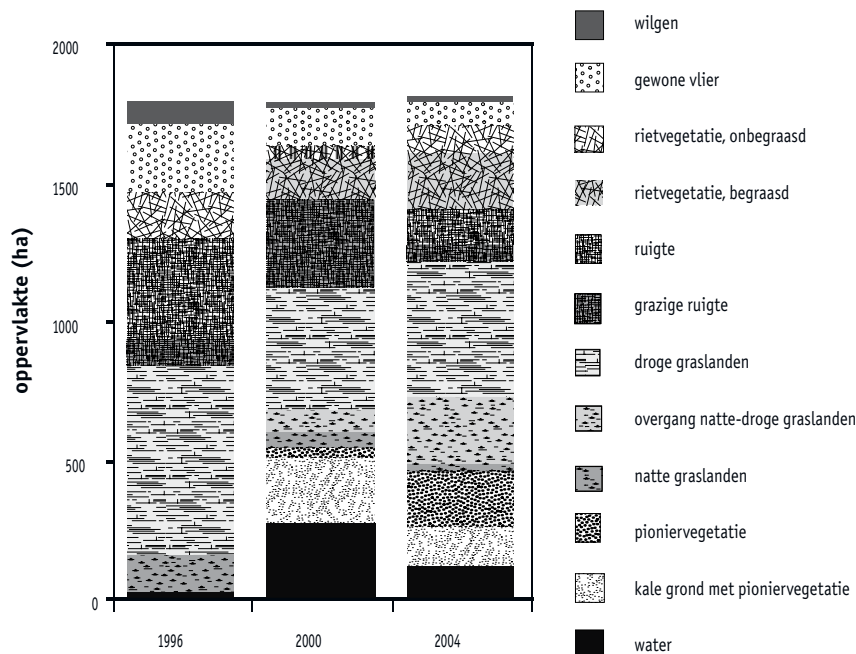 oppervlakte (ha)
2000
1500
1000
500
0
1996
2000
2004
wilgen
gewone vlier
rietvegetatie, onbegraasd
rietvegetatie, begraasd
ruigte
grazige ruigte
droge graslanden
overgang natte-droge graslanden
natte graslanden
pioniervegetatie
kale grond met pioniervegetatie
water